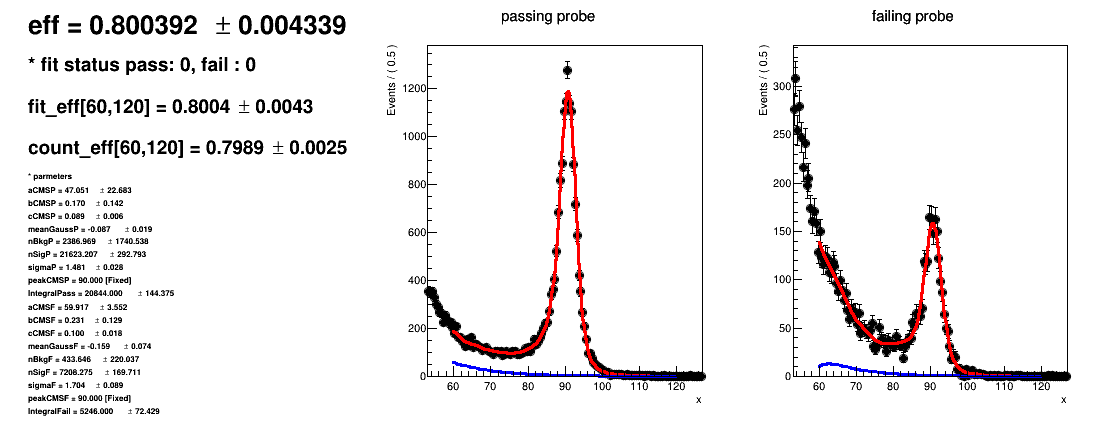 eff = 0.800392 ± 0.004339
* fit status pass: 0, fail : 0
fit_eff[60,120] = 0.8004 ± 0.0043
count_eff[60,120] = 0.7989 ± 0.0025
* parmeters
aCMSP = 47.051 ± 22.683
bCMSP = 0.170 ± 0.142
cCMSP = 0.089 ± 0.006
meanGaussP = -0.087 ± 0.019
nBkgP = 2386.969 ± 1740.538
nSigP = 21623.207 ± 292.793
sigmaP = 1.481 ± 0.028
peakCMSP = 90.000 [Fixed]
IntegralPass = 20844.000 ± 144.375
aCMSF = 59.917 ± 3.552
bCMSF = 0.231 ± 0.129
cCMSF = 0.100 ± 0.018
meanGaussF = -0.159 ± 0.074
nBkgF = 433.646 ± 220.037
nSigF = 7208.275 ± 169.711
sigmaF = 1.704 ± 0.089
peakCMSF = 90.000 [Fixed]
IntegralFail = 5246.000 ± 72.429
passing probe
Events / ( 0.5 )
1200
1000
800
600
400
200
0
60 70 80 90 100 110 120
x
failing probe
Events / ( 0.5 )
300
250
200
150
100
50
0
60 70 80 90 100 110 120
x